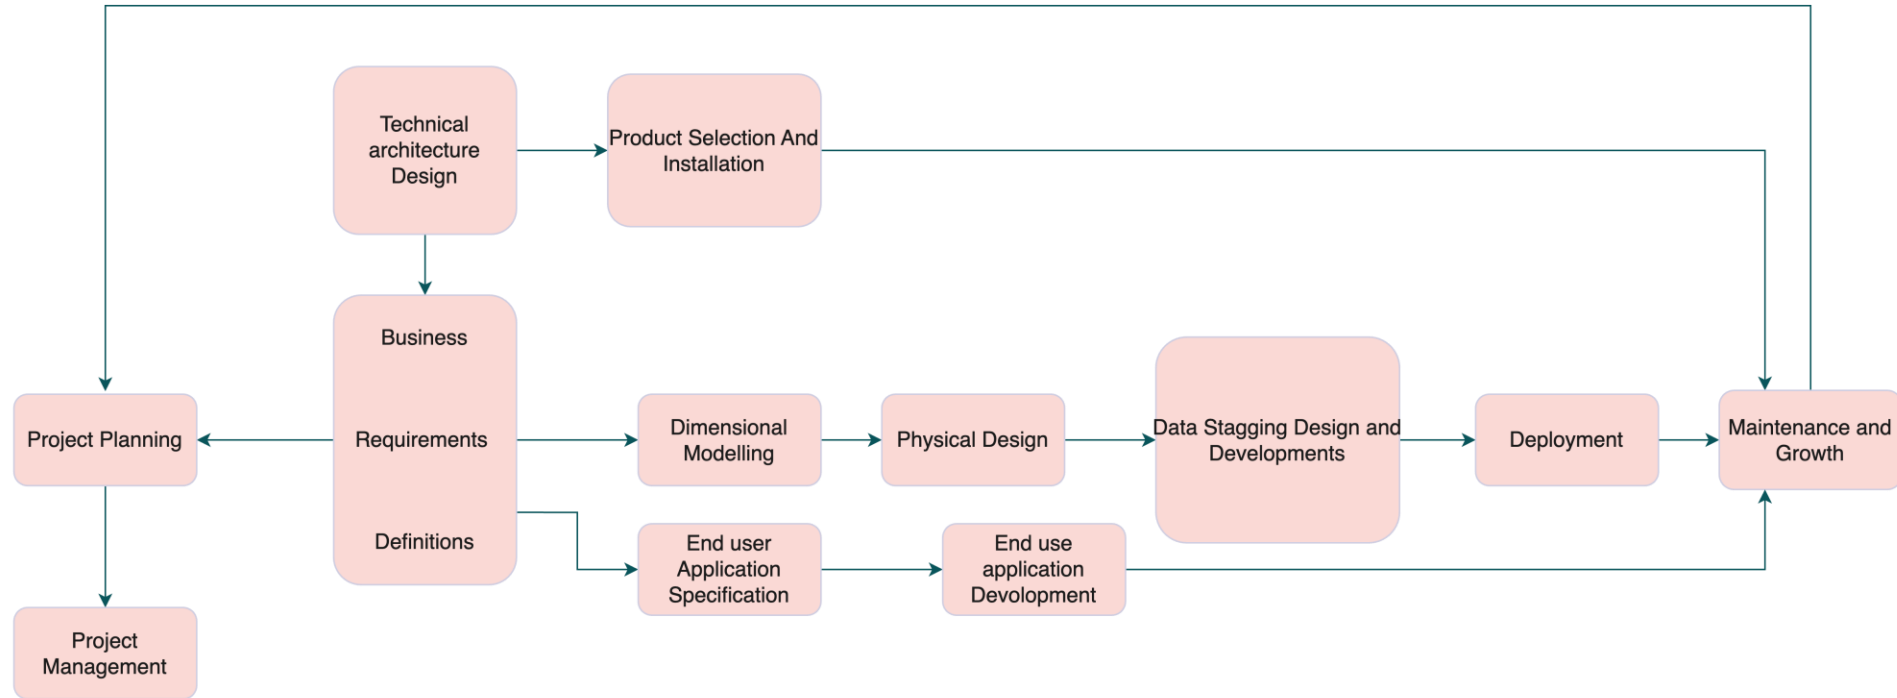 Technical
architecture
Design
Product Selection And
Installation
Business
Requirements
Definitions
Project Planning
Dimensional
Modelling
Physical Design
Data Stagging Design and
Developments
Deployment
Maintenance and
Growth
End user
Application
Specification
End use
application
Devolopment
Project
Management